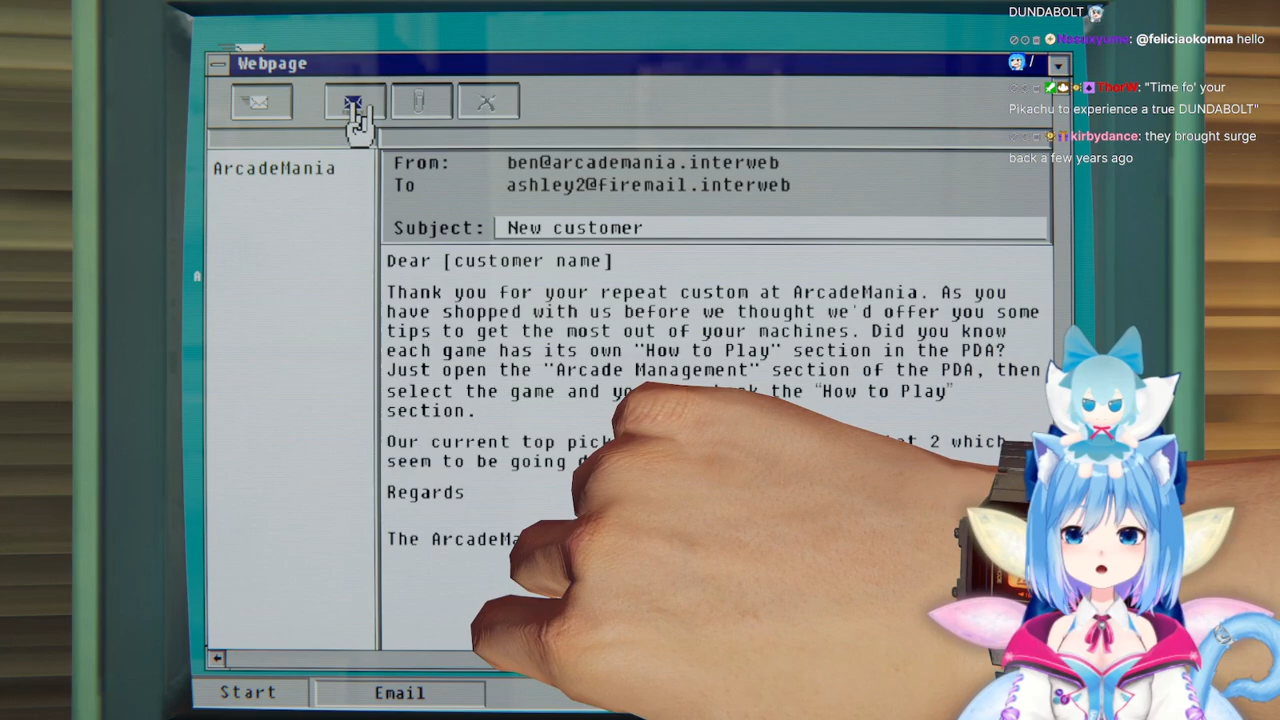 DUNDABOLT
Nosuxyume: @feliciaokonma hello
/
ThorW: "Time fo' your
Pikachu to experience a true DUNDABOLT"
kirbydance: they brought surge
back a few years ago
Webpage
ArcadeMania
From: ben@arcademania.interweb
To ashley2@firemail.interweb
Subject: New customer
Dear [customer name]
Thank you for your repeat custom at ArcadeMania. As you
have shopped with us before we thought we'd offer you some
tips to get the most out of your machines. Did you know
each game has its own "How to Play" section in the PDA?
Just open the "Arcade Management" section of the PDA, then
select the game and the “How to Play”
section.
Our current top 2 which
seem to be going
Regards
The
Start
Email